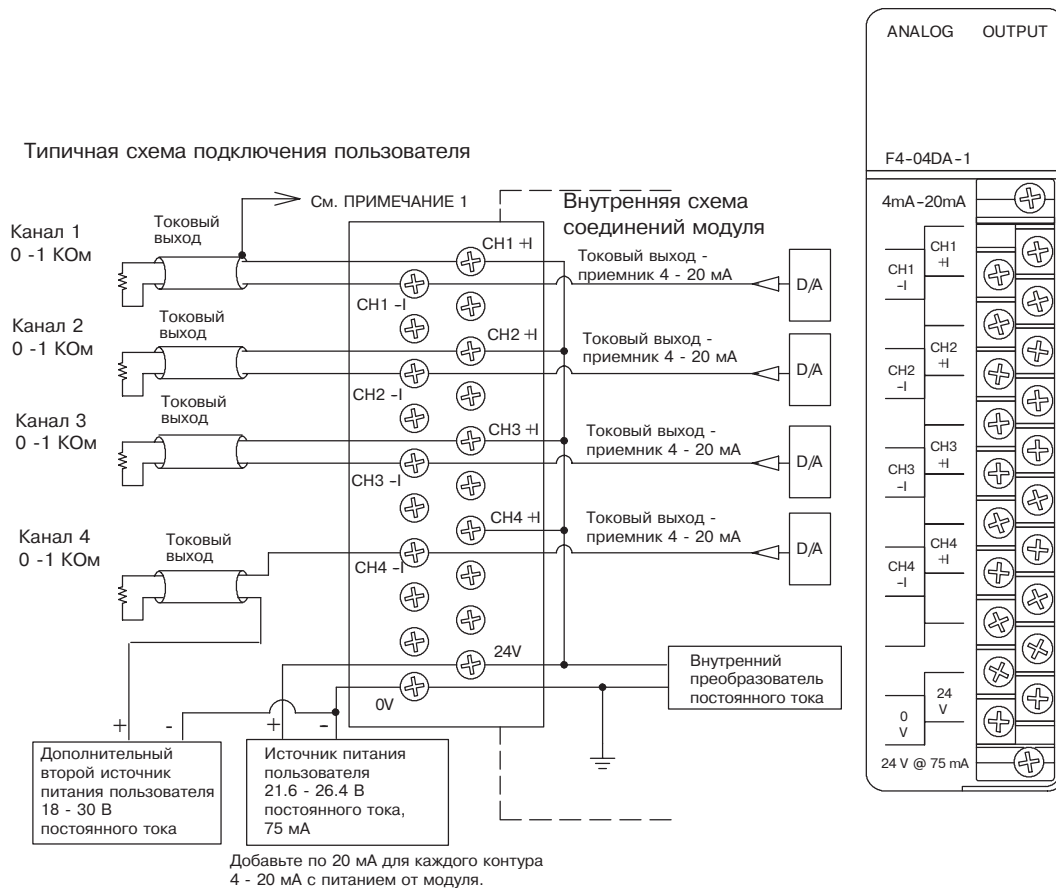 Типичная схема подключения пользователя
См. ПРИМЕЧАНИЕ 1
Внутренняя схема
соединений модуля
Канал 1
0 -1 КОм
Токовый
выход
CH1 +I
CH1 -I
Токовый выход -
приемник 4 - 20 мА
D/A
Канал 2
0 -1 КОм
Токовый
выход
CH2 +I
CH2 -I
Токовый выход -
приемник 4 - 20 мА
D/A
Канал 3
0 -1 КОм
Токовый
выход
CH3 +I
CH3 -I
Токовый выход -
приемник 4 - 20 мА
D/A
Канал 4
0 -1 КОм
Токовый
выход
CH4 +I
CH4 -I
Токовый выход -
приемник 4 - 20 мА
D/A
24V
0V
Внутренний
преобразователь
постоянного тока
+
-
+
-
Дополнительный
второй источник
питания пользователя
18 - 30 В
постоянного тока
Источник питания
пользователя
21.6 - 26.4 В
постоянного тока,
75 мА
Добавьте по 20 мА для каждого контура
4 - 20 мА с питанием от модуля.
ANALOG OUTPUT
F4-04DA-1
4mA-20mA
CH1
+I
CH1
-I
CH2
+I
CH2
-I
CH3
+I
CH3
-I
CH4
+I
CH4
-I
24
V
0
V
24 V @ 75 mA